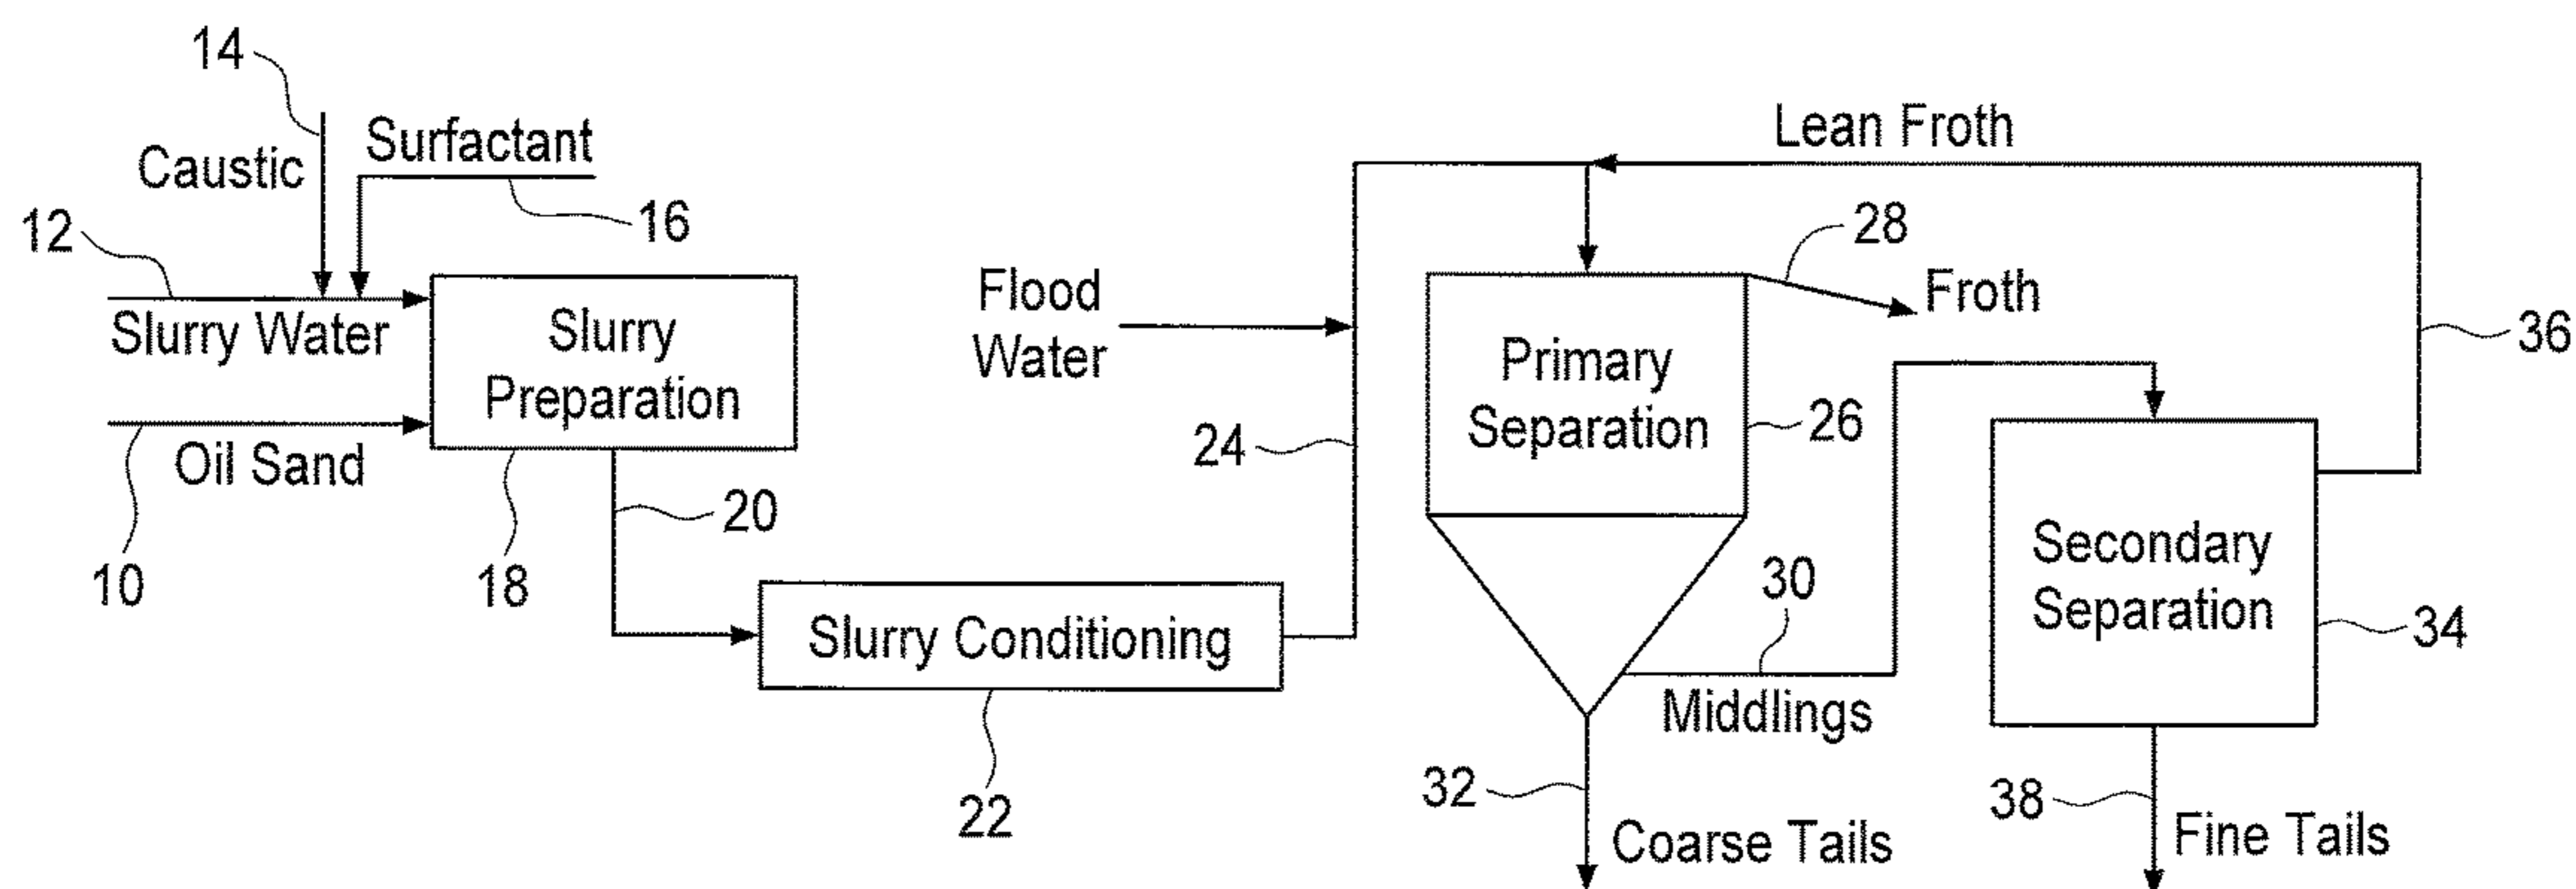 14
Caustic
Surfactant
16
12
Slurry Water
Oil Sand
10
Slurry
Preparation
18
20
Slurry Conditioning
22
Flood
Water
24
Lean Froth
28
Froth
Primary
Separation
26
30
Middlings
32
Coarse Tails
36
Secondary
Separation
34
38
Fine Tails